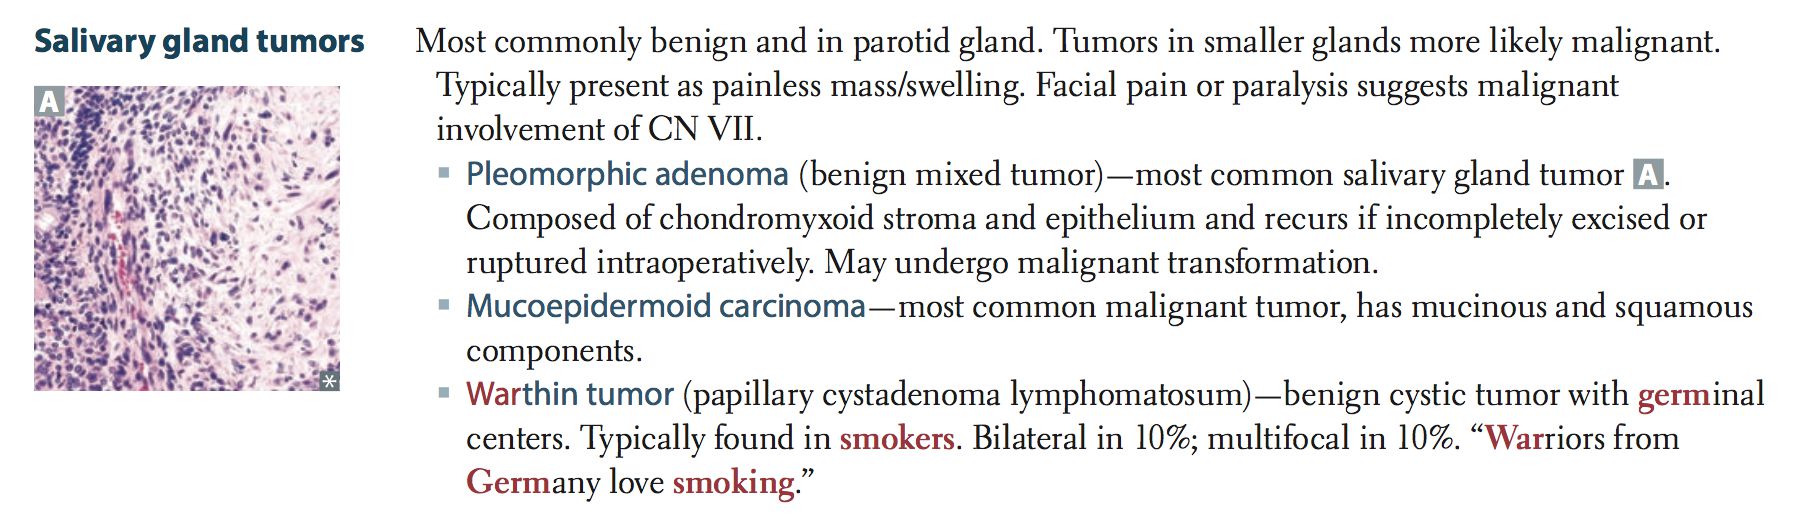 Salivary gland tumors
A
*
Most commonly benign and in parotid gland. Tumors in smaller glands more likely malignant.
Typically present as painless mass/swelling. Facial pain or paralysis suggests malignant
involvement of CN VII.
▪ Pleomorphic adenoma (benign mixed tumor)—most common salivary gland tumor A.
Composed of chondromyxoid stroma and epithelium and recurs if incompletely excised or
ruptured intraoperatively. May undergo malignant transformation.
▪ Mucoepidermoid carcinoma—most common malignant tumor, has mucinous and squamous
components.
▪ Warthin tumor (papillary cystadenoma lymphomatosum)—benign cystic tumor with germinal
centers. Typically found in smokers. Bilateral in 10%; multifocal in 10%. “Warriors from
Germany love smoking.”